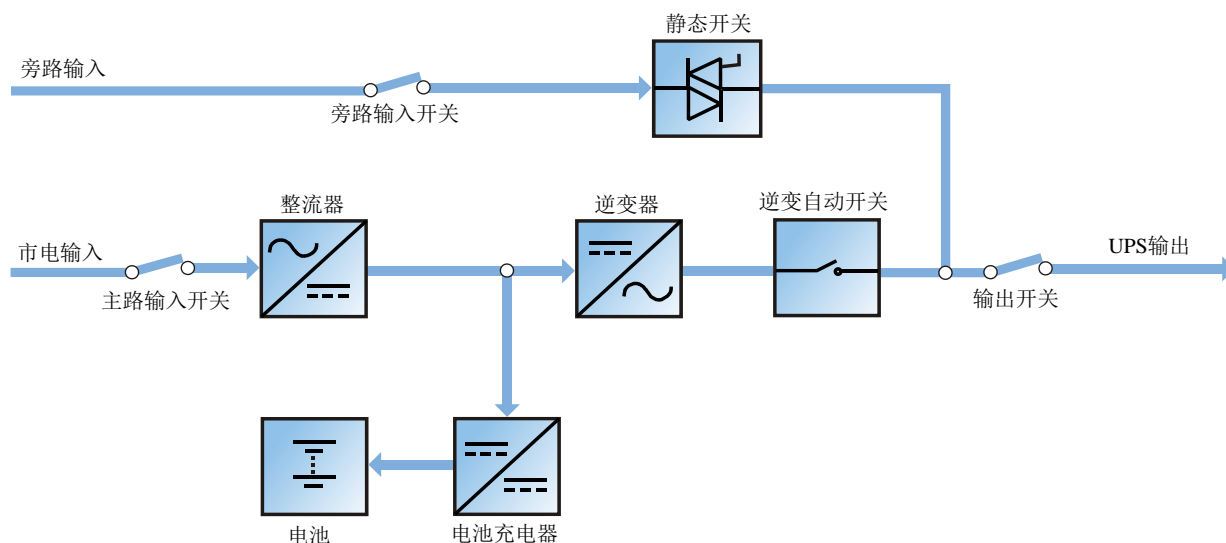 静态开关
旁路输入
旁路输入开关
整流器
逆变器
逆变自动开关
市电输入
UPS输出
主路输入开关
输出开关
电池
电池充电器